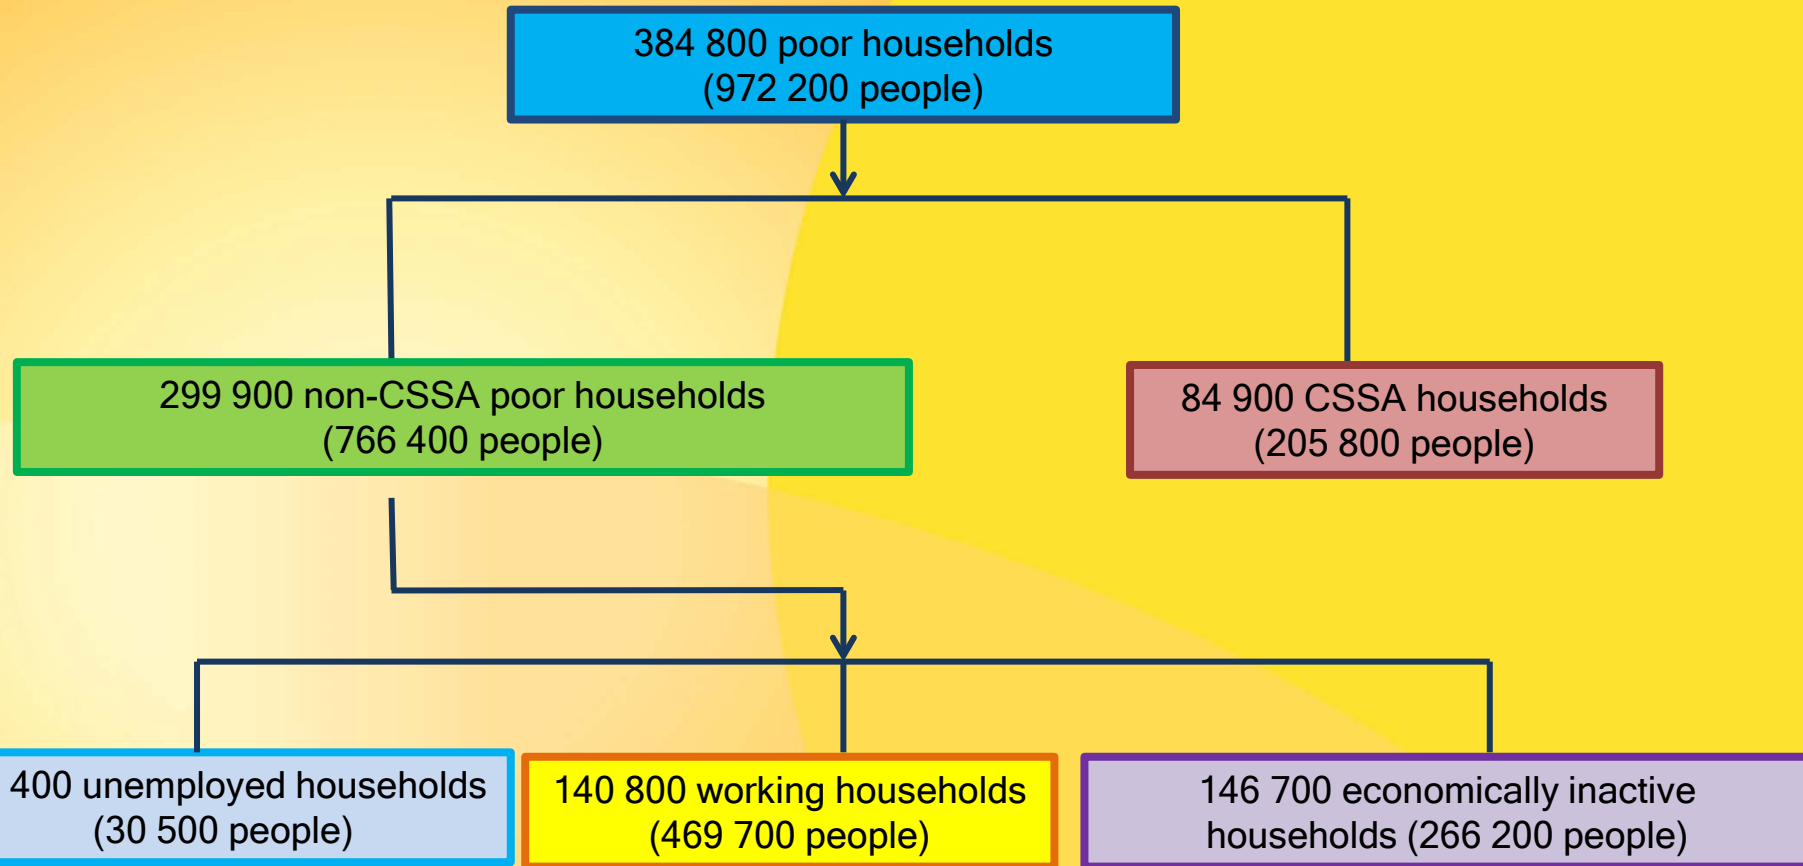 384 800 poor households
(972 200 people)
299 900 non-CSSA poor households
(766 400 people)
84 900 CSSA households
(205 800 people)
400 unemployed households
(30 500 people)
140 800 working households
(469 700 people)
146 700 economically inactive
households (266 200 people)